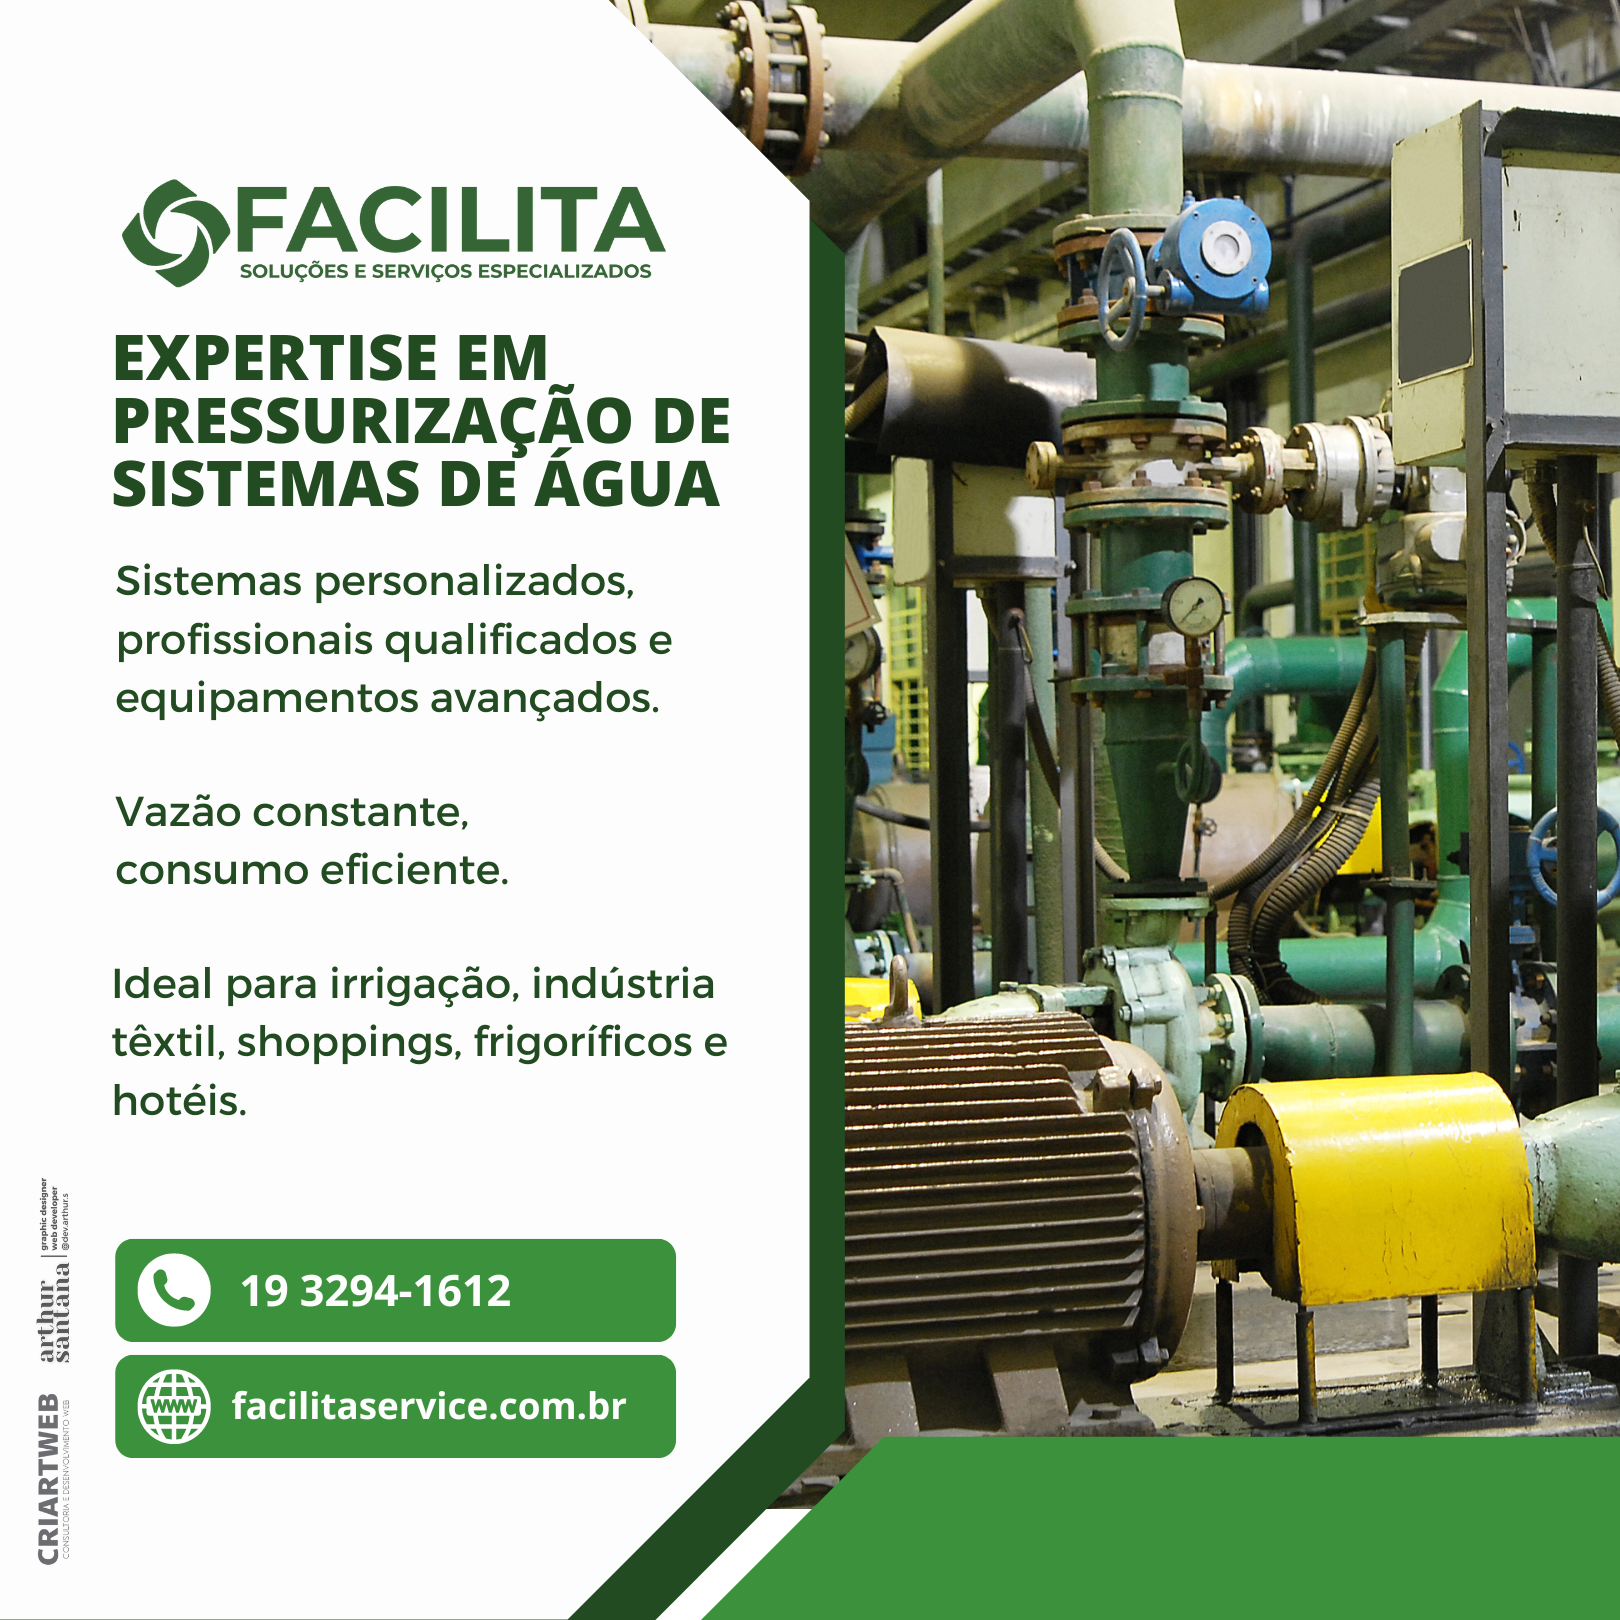 FACILITA
SOLUÇÕES E SERVIÇOS ESPECIALIZADOS
EXPERTISE EM
PRESSURIZAÇÃO DE
SISTEMAS DE ÁGUA
Sistemas personalizados,
profissionais qualificados e
equipamentos avançados.
Vazão constante,
consumo eficiente.
Ideal para irrigação, indústria
têxtil, shoppings, frigoríficos e
hotéis.
19 3294-1612
www
facilitaservice.com.br
CRIARTWEB
CONSULTORIA E DESENVOLVIMENTO WEB
arthur
santana
graphic designer
web developer
@dev.arthur.s